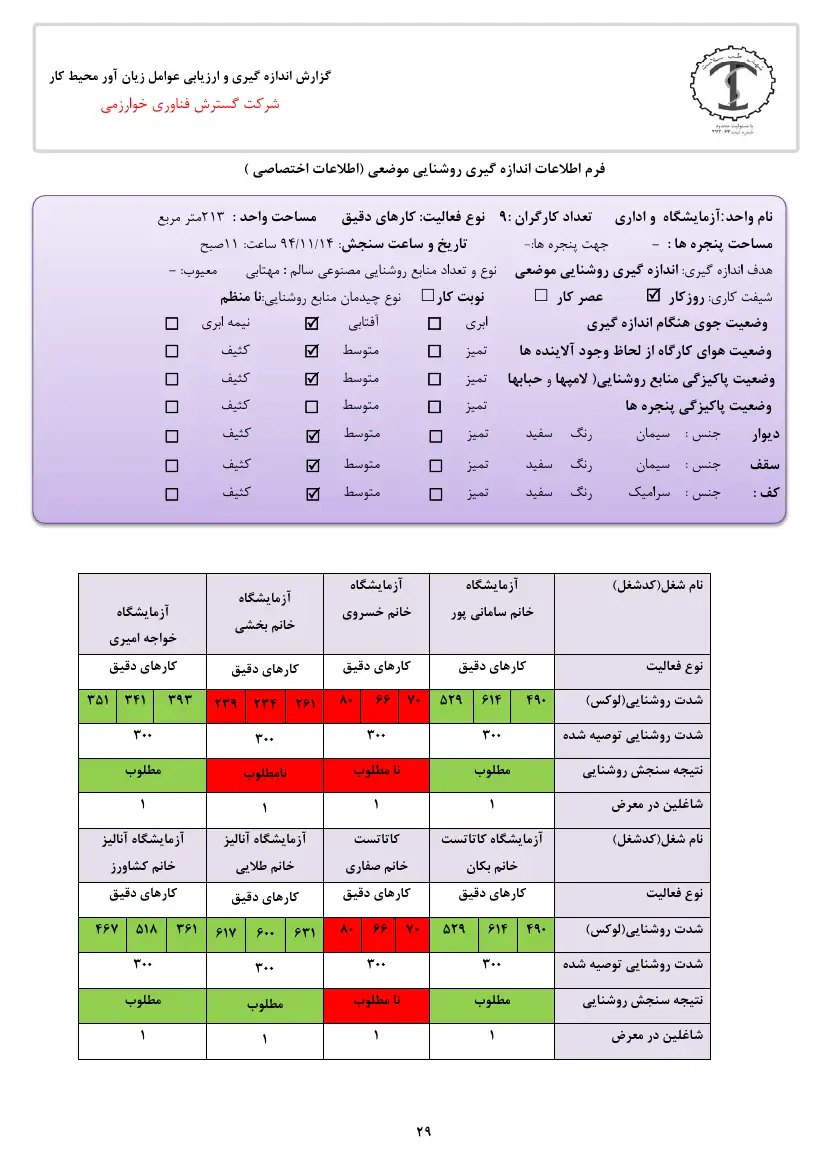 شهاب طب سلامت
با مسئولیت محدود
گزارش اندازه گیری و ارزیابی عوامل زیان آور محیط کار
شرکت گسترش فناوری خوارزمی
فرم اطلاعات اندازه گیری روشنایی موضعی (اطلاعات اختصاصی )
نام واحد:آزمایشگاه و اداری تعداد کارگران :۹ نوع فعالیت: کارهای دقیق مساحت واحد : ۲۱۳متر مربع
مساحت پنجره ها : - جهت پنجره ها:- تاریخ و ساعت سنجش: ۹۴/۱۱/۱۴ ساعت: ۱۱صبح
هدف اندازه گیری: اندازه گیری روشنایی موضعی نوع و تعداد منابع روشنایی مصنوعی سالم : مهتابی معیوب: -
شیفت کاری: روزکار ☑ عصر کار ☐ نوبت کار☐ نوع چیدمان منابع روشنایی:نا منظم
وضعیت جوی هنگام اندازه گیری ابری ☐ آفتابی ☑ نیمه ابری ☐
وضعیت هوای کارگاه از لحاظ وجود آلاینده ها تمیز ☐ متوسط ☑ کثیف ☐
وضعیت پاکیزگی منابع روشنایی( لامپها و حبابها تمیز ☐ متوسط ☑ کثیف ☐
وضعیت پاکیزگی پنجره ها تمیز ☐ متوسط ☐ کثیف ☐
دیوار جنس : سیمان رنگ سفید تمیز ☐ متوسط ☑ کثیف ☐
سقف جنس : سیمان رنگ سفید تمیز ☐ متوسط ☑ کثیف ☐
کف : جنس : سرامیک رنگ سفید تمیز ☐ متوسط ☑ کثیف ☐
نام شغل(کدشغل) آزمایشگاه خانم سامانی پور آزمایشگاه خانم خسروی آزمایشگاه خانم بخشی آزمایشگاه خواجه امیری
نوع فعالیت کارهای دقیق کارهای دقیق کارهای دقیق کارهای دقیق
شدت روشنایی(لوکس) ۴۹۰ ۶۱۴ ۵۲۹ ۷۰ ۶۶ ۸۰ ۲۶۱ ۲۳۴ ۲۳۹ ۳۹۳ ۳۴۱ ۳۵۱
شدت روشنایی توصیه شده ۳۰۰ ۳۰۰ ۳۰۰ ۳۰۰
نتیجه سنجش روشنایی مطلوب نا مطلوب نامطلوب مطلوب
شاغلین در معرض ۱ ۱ ۱ ۱
نام شغل(کدشغل) آزمایشگاه کاتاتست خانم بکان کاتاتست خانم صفاری آزمایشگاه آنالیز خانم طلایی آزمایشگاه آنالیز خانم کشاورز
نوع فعالیت کارهای دقیق کارهای دقیق کارهای دقیق کارهای دقیق
شدت روشنایی(لوکس) ۴۹۰ ۶۱۴ ۵۲۹ ۷۰ ۶۶ ۸۰ ۶۳۱ ۶۰۰ ۶۱۷ ۳۶۱ ۵۱۸ ۴۶۷
شدت روشنایی توصیه شده ۳۰۰ ۳۰۰ ۳۰۰ ۳۰۰
نتیجه سنجش روشنایی مطلوب نا مطلوب مطلوب مطلوب
شاغلین در معرض ۱ ۱ ۱ ۱
۲۹